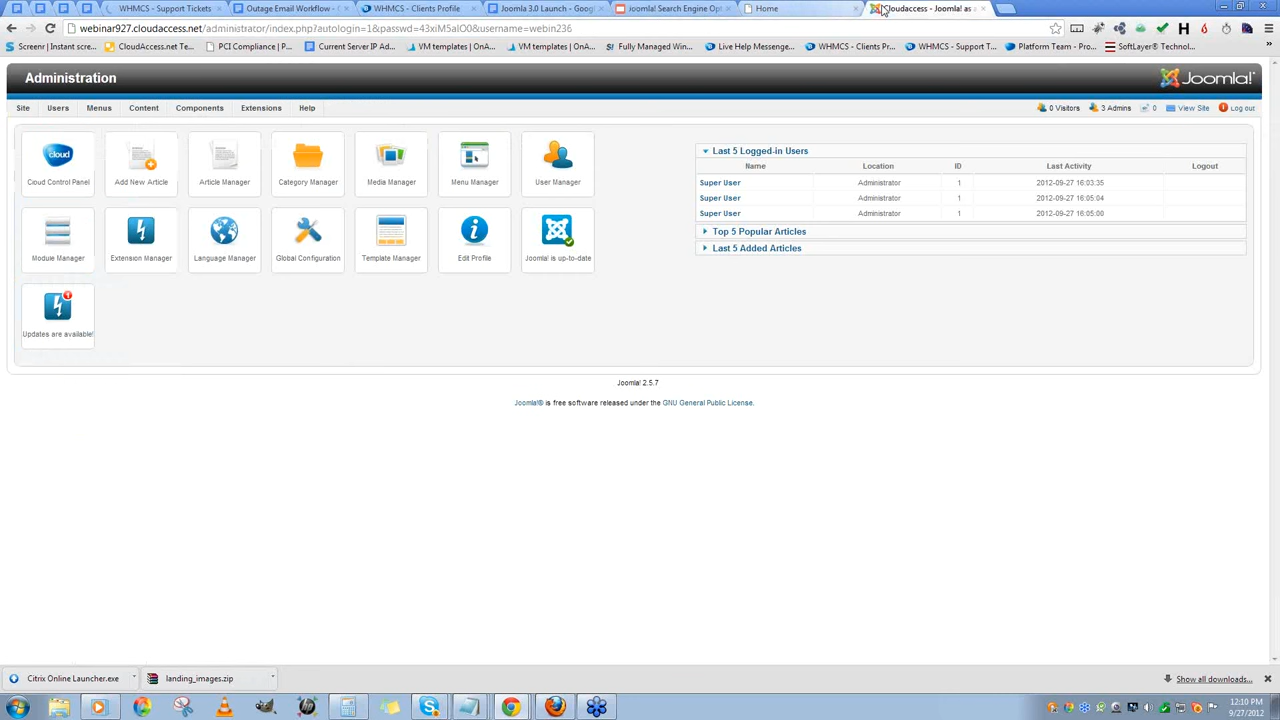 WHMCS - Support Tickets
Outage Email Workflow -
WHMCS - Clients Profile
Joomla 3.0 Launch - Goog
Joomla! Search Engine Opt
Home
Cloudaccess - Joomla! as a
webinar927.cloudaccess.net/administrator/index.php?autologin=1&passwd=43xiM5alO0&username=webin236
Screenr | Instant scre...
CloudAccess.net Te...
PCI Compliance | P...
Current Server IP Ad...
VM templates | OnA...
VM templates | OnA...
Fully Managed Win...
Live Help Messenge...
WHMCS - Clients Pr...
WHMCS - Support T...
Platform Team - Pro...
SoftLayer® Technol...
Administration
Joomla!
Site Users Menus Content Components Extensions Help
0 Visitors 3 Admins 0 View Site Log out
Cloud Control Panel
Add New Article
Article Manager
Category Manager
Media Manager
Menu Manager
User Manager
Module Manager
Extension Manager
Language Manager
Global Configuration
Template Manager
Edit Profile
Joomla! is up-to-date
1
Updates are available!
Last 5 Logged-in Users
Name Location ID Last Activity Logout
Super User Administrator 1 2012-09-27 16:03:35
Super User Administrator 1 2012-09-27 16:05:04
Super User Administrator 1 2012-09-27 16:05:00
Top 5 Popular Articles
Last 5 Added Articles
Joomla! 2.5.7
Joomla!® is free software released under the GNU General Public License.
Citrix Online Launcher.exe
landing_images.zip
Show all downloads...
12:10 PM
9/27/2012